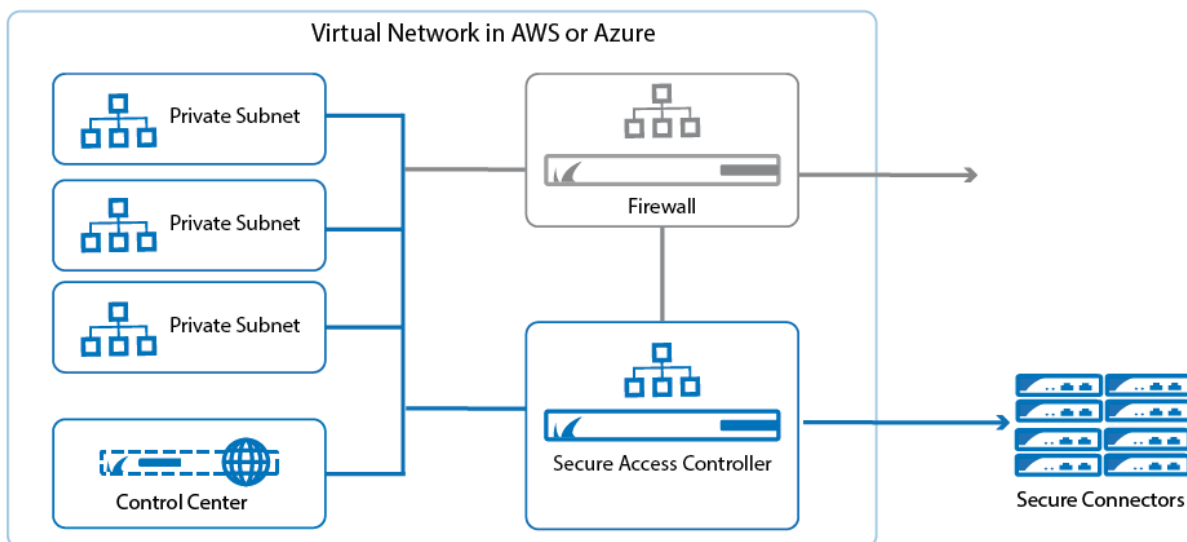 Virtual Network in AWS or Azure
Private Subnet
Firewall
Private Subnet
Private Subnet
Secure Access Controller
Control Center
Secure Connectors